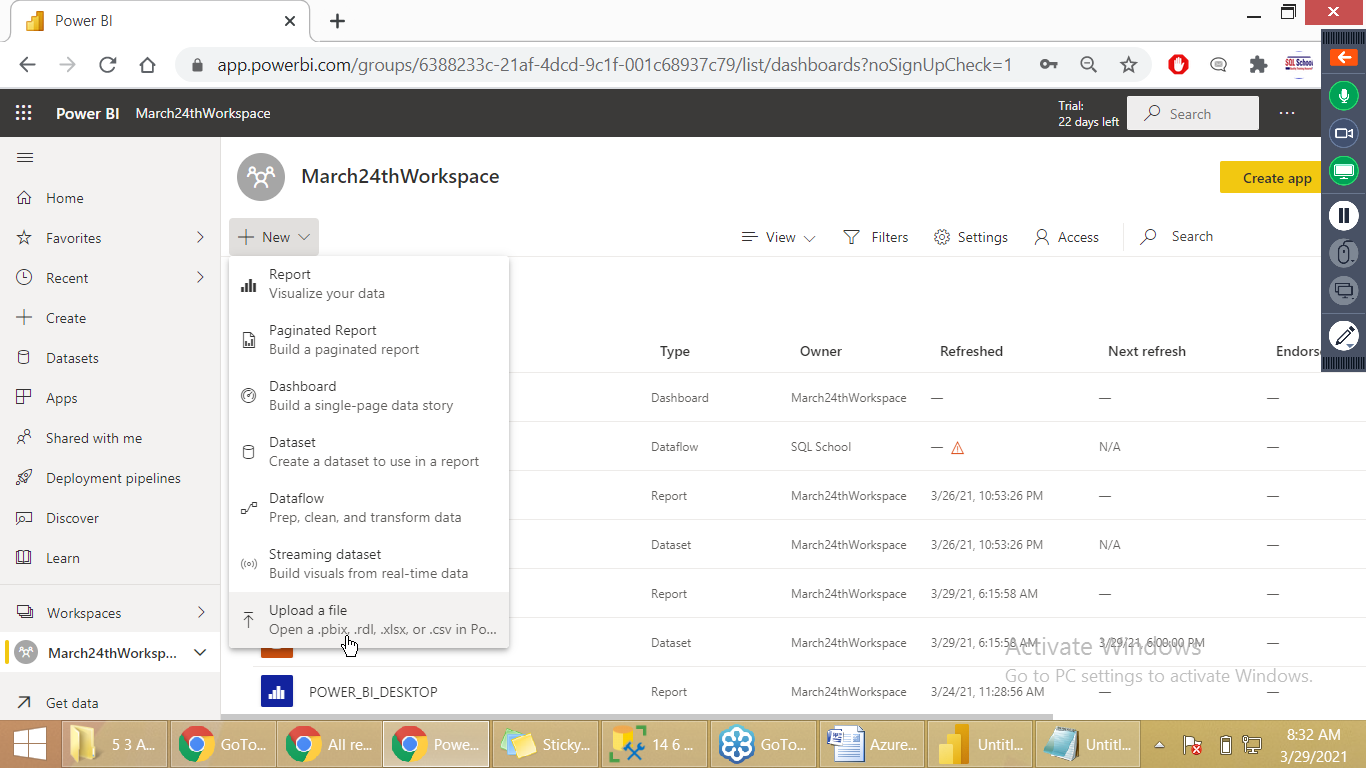 Power BI
app.powerbi.com/groups/6388233c-21af-4dcd-9c1f-001c68937c79/list/dashboards?noSignUpCheck=1
SQL School
Power BI March24thWorkspace
Trial:
22 days left
Search
Home
Favorites
Recent
Create
Datasets
Apps
Shared with me
Deployment pipelines
Discover
Learn
Workspaces
March24thWorksp...
Get data
March24thWorkspace
Create app
New
View
Filters
Settings
Access
Search
Report
Visualize your data
Paginated Report
Build a paginated report
Dashboard
Build a single-page data story
Dataset
Create a dataset to use in a report
Dataflow
Prep, clean, and transform data
Streaming dataset
Build visuals from real-time data
Upload a file
Open a .pbix, .rdl, .xlsx, or .csv in Po...
Type Owner Refreshed Next refresh Endors
Dashboard March24thWorkspace — — —
Dataflow SQL School — N/A —
Report March24thWorkspace 3/26/21, 10:53:26 PM — —
Dataset March24thWorkspace 3/26/21, 10:53:26 PM N/A —
Report March24thWorkspace 3/29/21, 6:15:58 AM — —
Dataset March24thWorkspace 3/29/21, 6:15:58 AM 3/29/21, 6:00:00 PM —
POWER_BI_DESKTOP Report March24thWorkspace 3/24/21, 11:28:56 AM — —
Activate Windows
Go to PC settings to activate Windows.
5 3 A...
GoTo...
All re...
Powe...
Sticky...
14 6 ...
GoTo...
Azure...
Untitl...
Untitl...
8:32 AM
3/29/2021